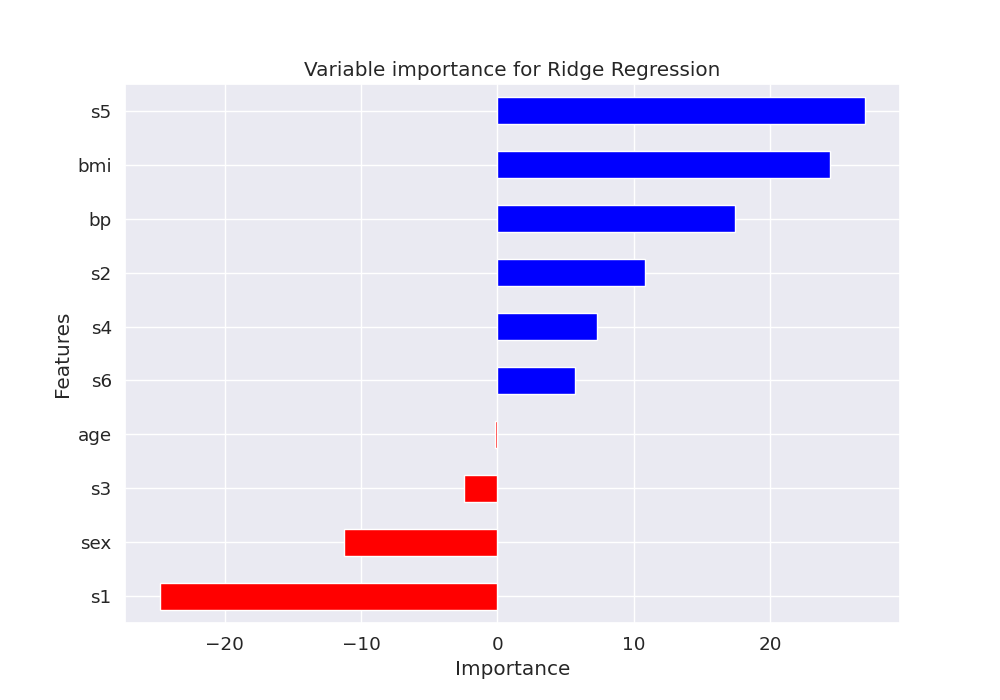 Variable importance for Ridge Regression
s5
bmi
bp
s2
s4
s6
age
s3
sex
s1
Features
−20
−10
0
10
20
Importance